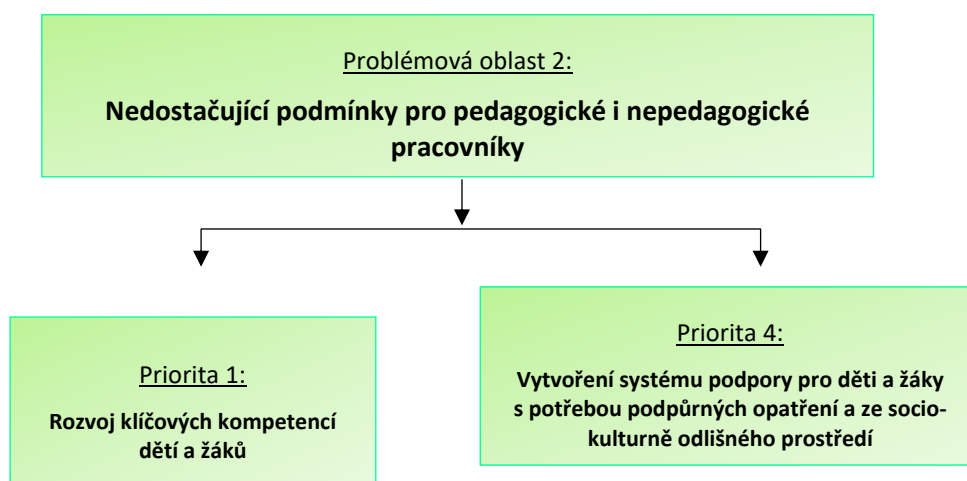 Problémová oblast 2:
Nedostačující podmínky pro pedagogické i nepedagogické
pracovníky
Priorita 1:
Rozvoj klíčových kompetencí
dětí a žáků
Priorita 4:
Vytvoření systému podpory pro děti a žáky
s potřebou podpůrných opatření a ze socio-
kulturně odlišného prostředí